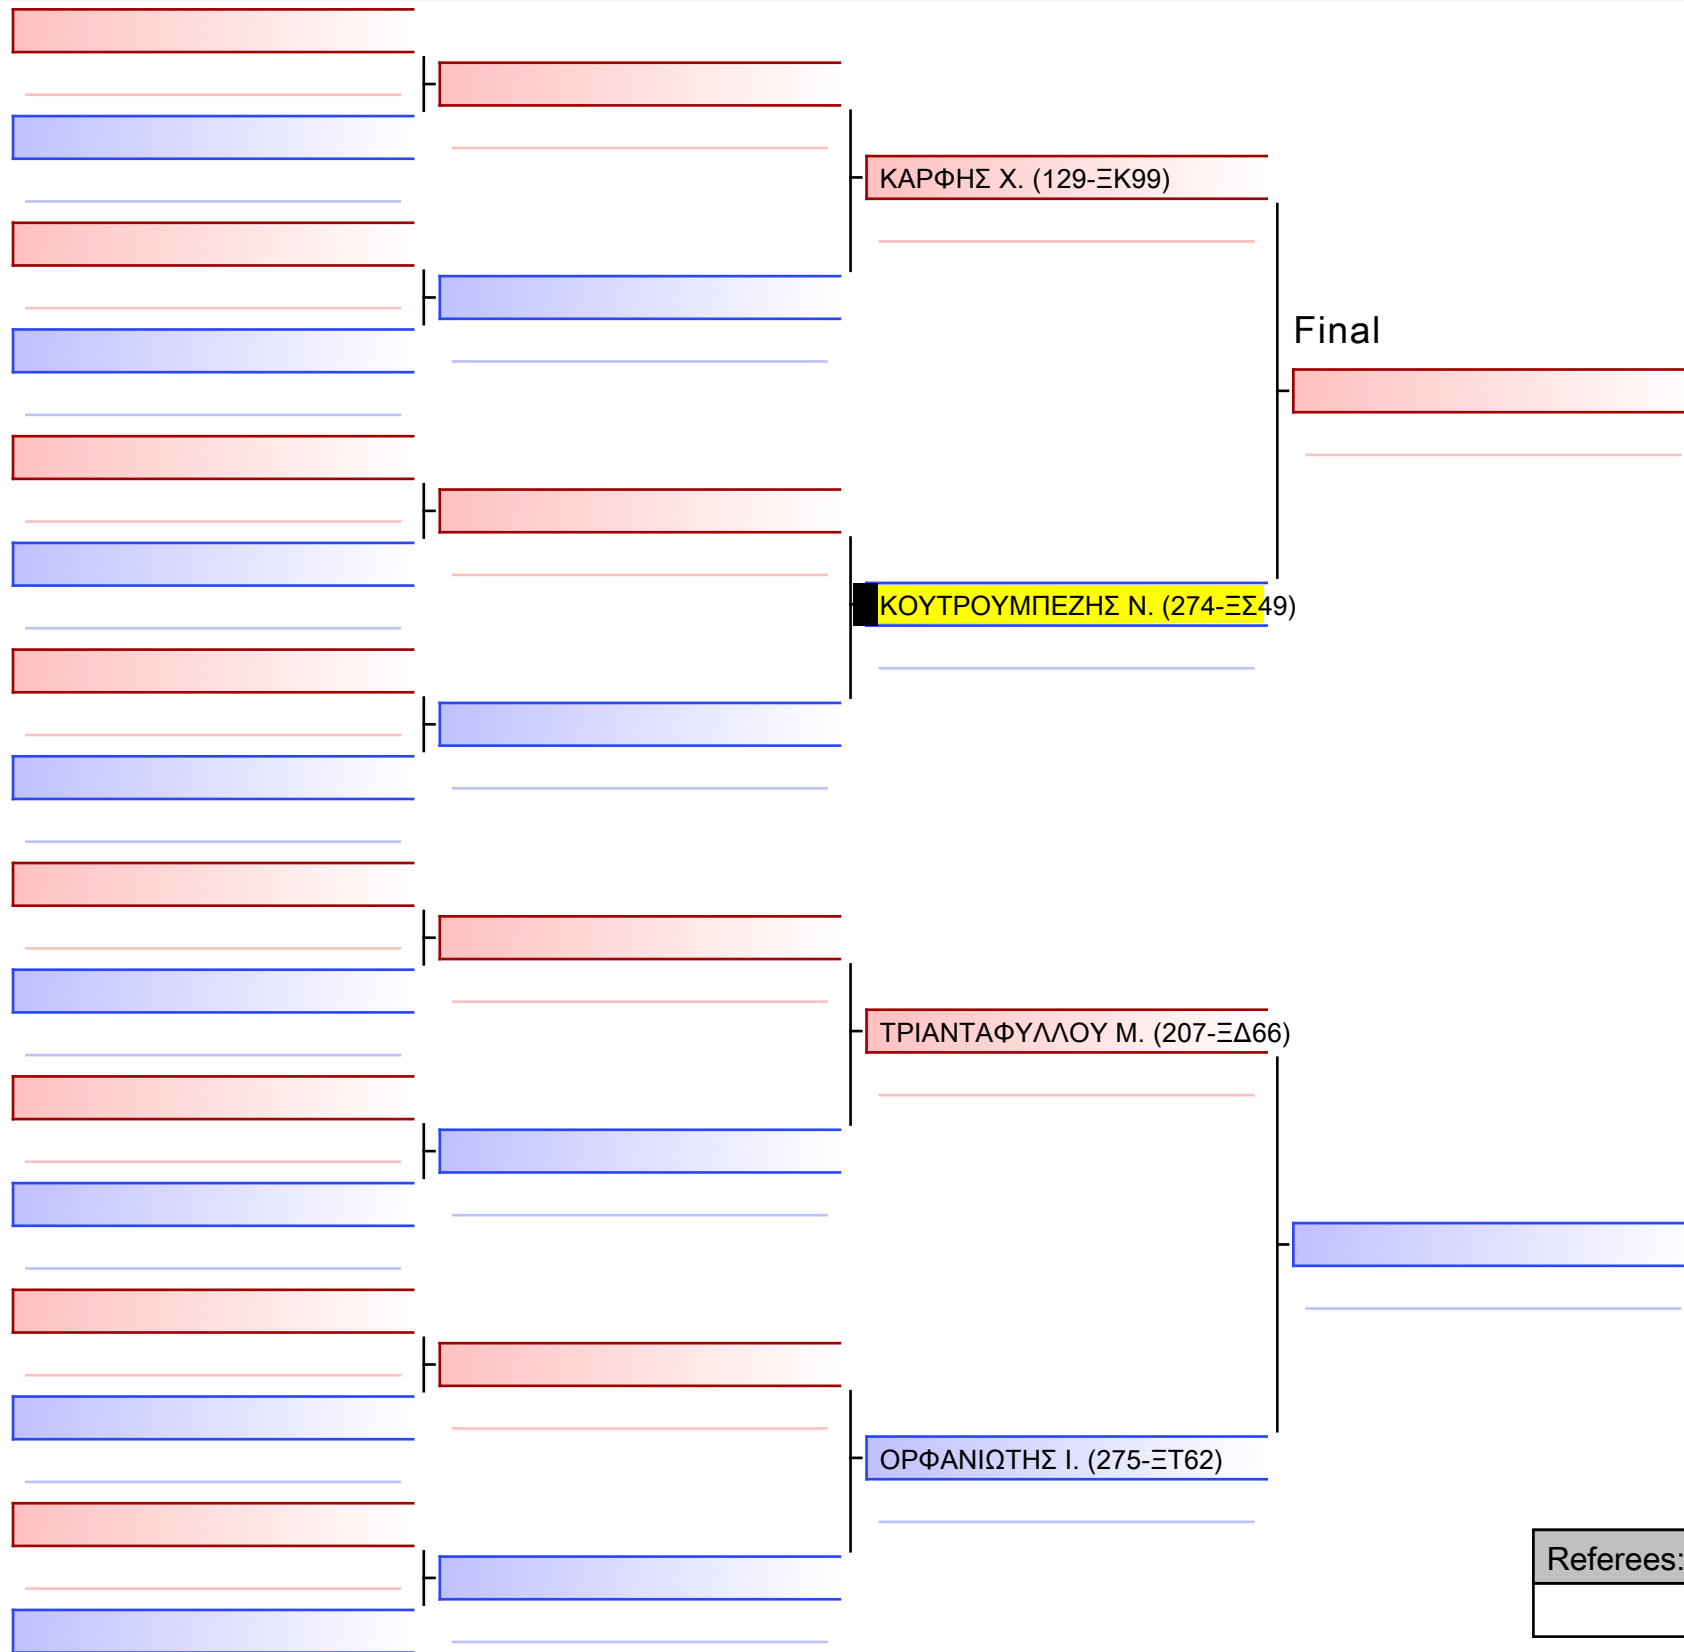 ΚΑΡΦΗΣ Χ. (129-ΞΚ99)
Final
ΚΟΥΤΡΟΥΜΠΕΖΗΣ Ν. (274-ΞΣ49)
ΤΡΙΑΝΤΑΦΥΛΛΟΥ Μ. (207-ΞΔ66)
ΟΡΦΑΝΙΩΤΗΣ Ι. (275-ΞΤ62)
Referees: